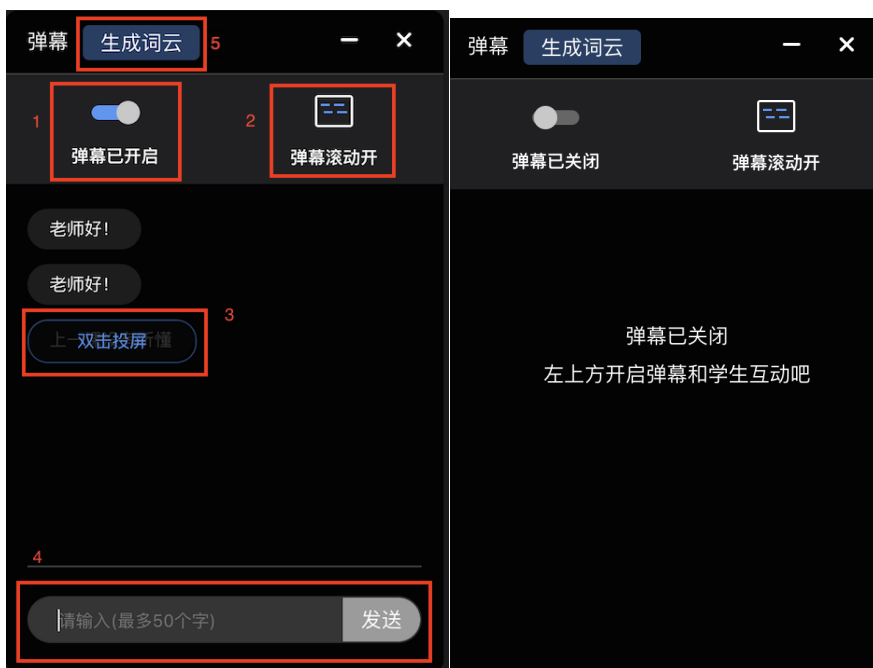 弹幕 生成词云 5
1 2
弹幕已开启 弹幕滚动开
老师好!
老师好!
3
双击投屏
4
请输入(最多50个字) 发送
弹幕 生成词云
弹幕已关闭 弹幕滚动开
弹幕已关闭
左上方开启弹幕和学生互动吧